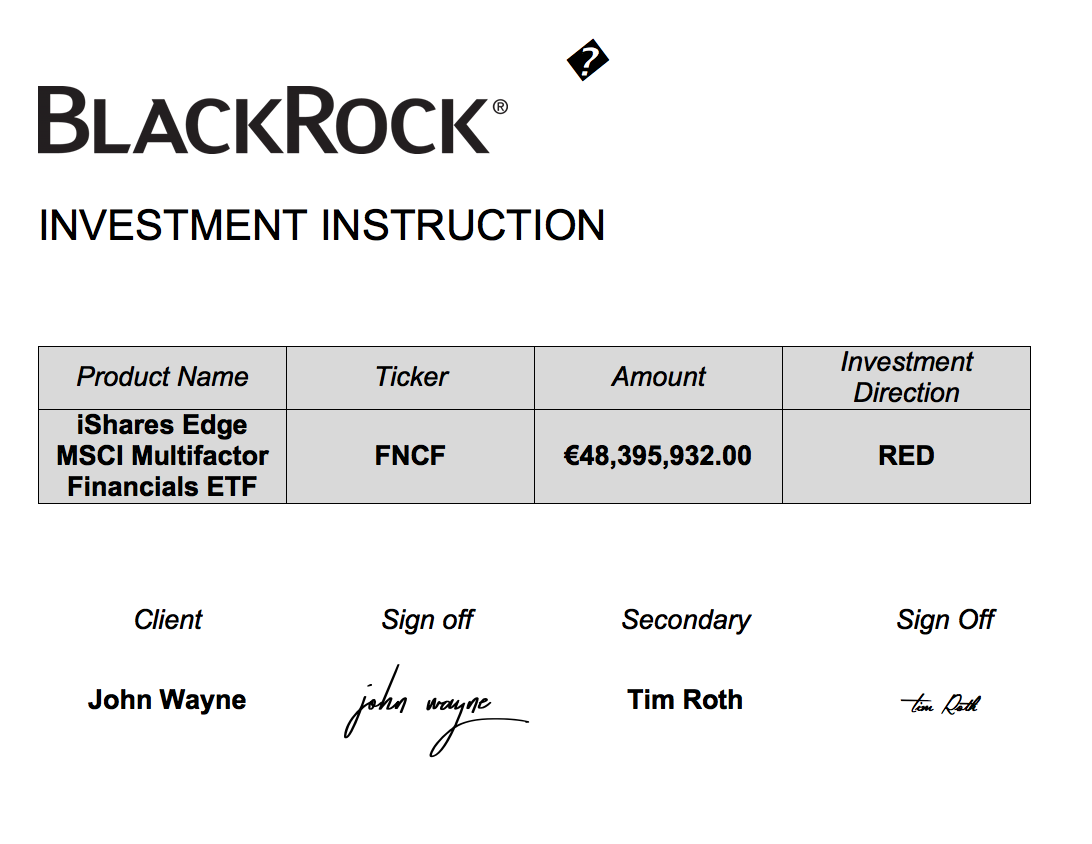 �
BLACKROCK®
INVESTMENT INSTRUCTION
Product Name Ticker Amount Investment Direction
iShares Edge MSCI Multifactor Financials ETF FNCF €48,395,932.00 RED
Client Sign off Secondary Sign Off
John Wayne john wayne Tim Roth tim Roth